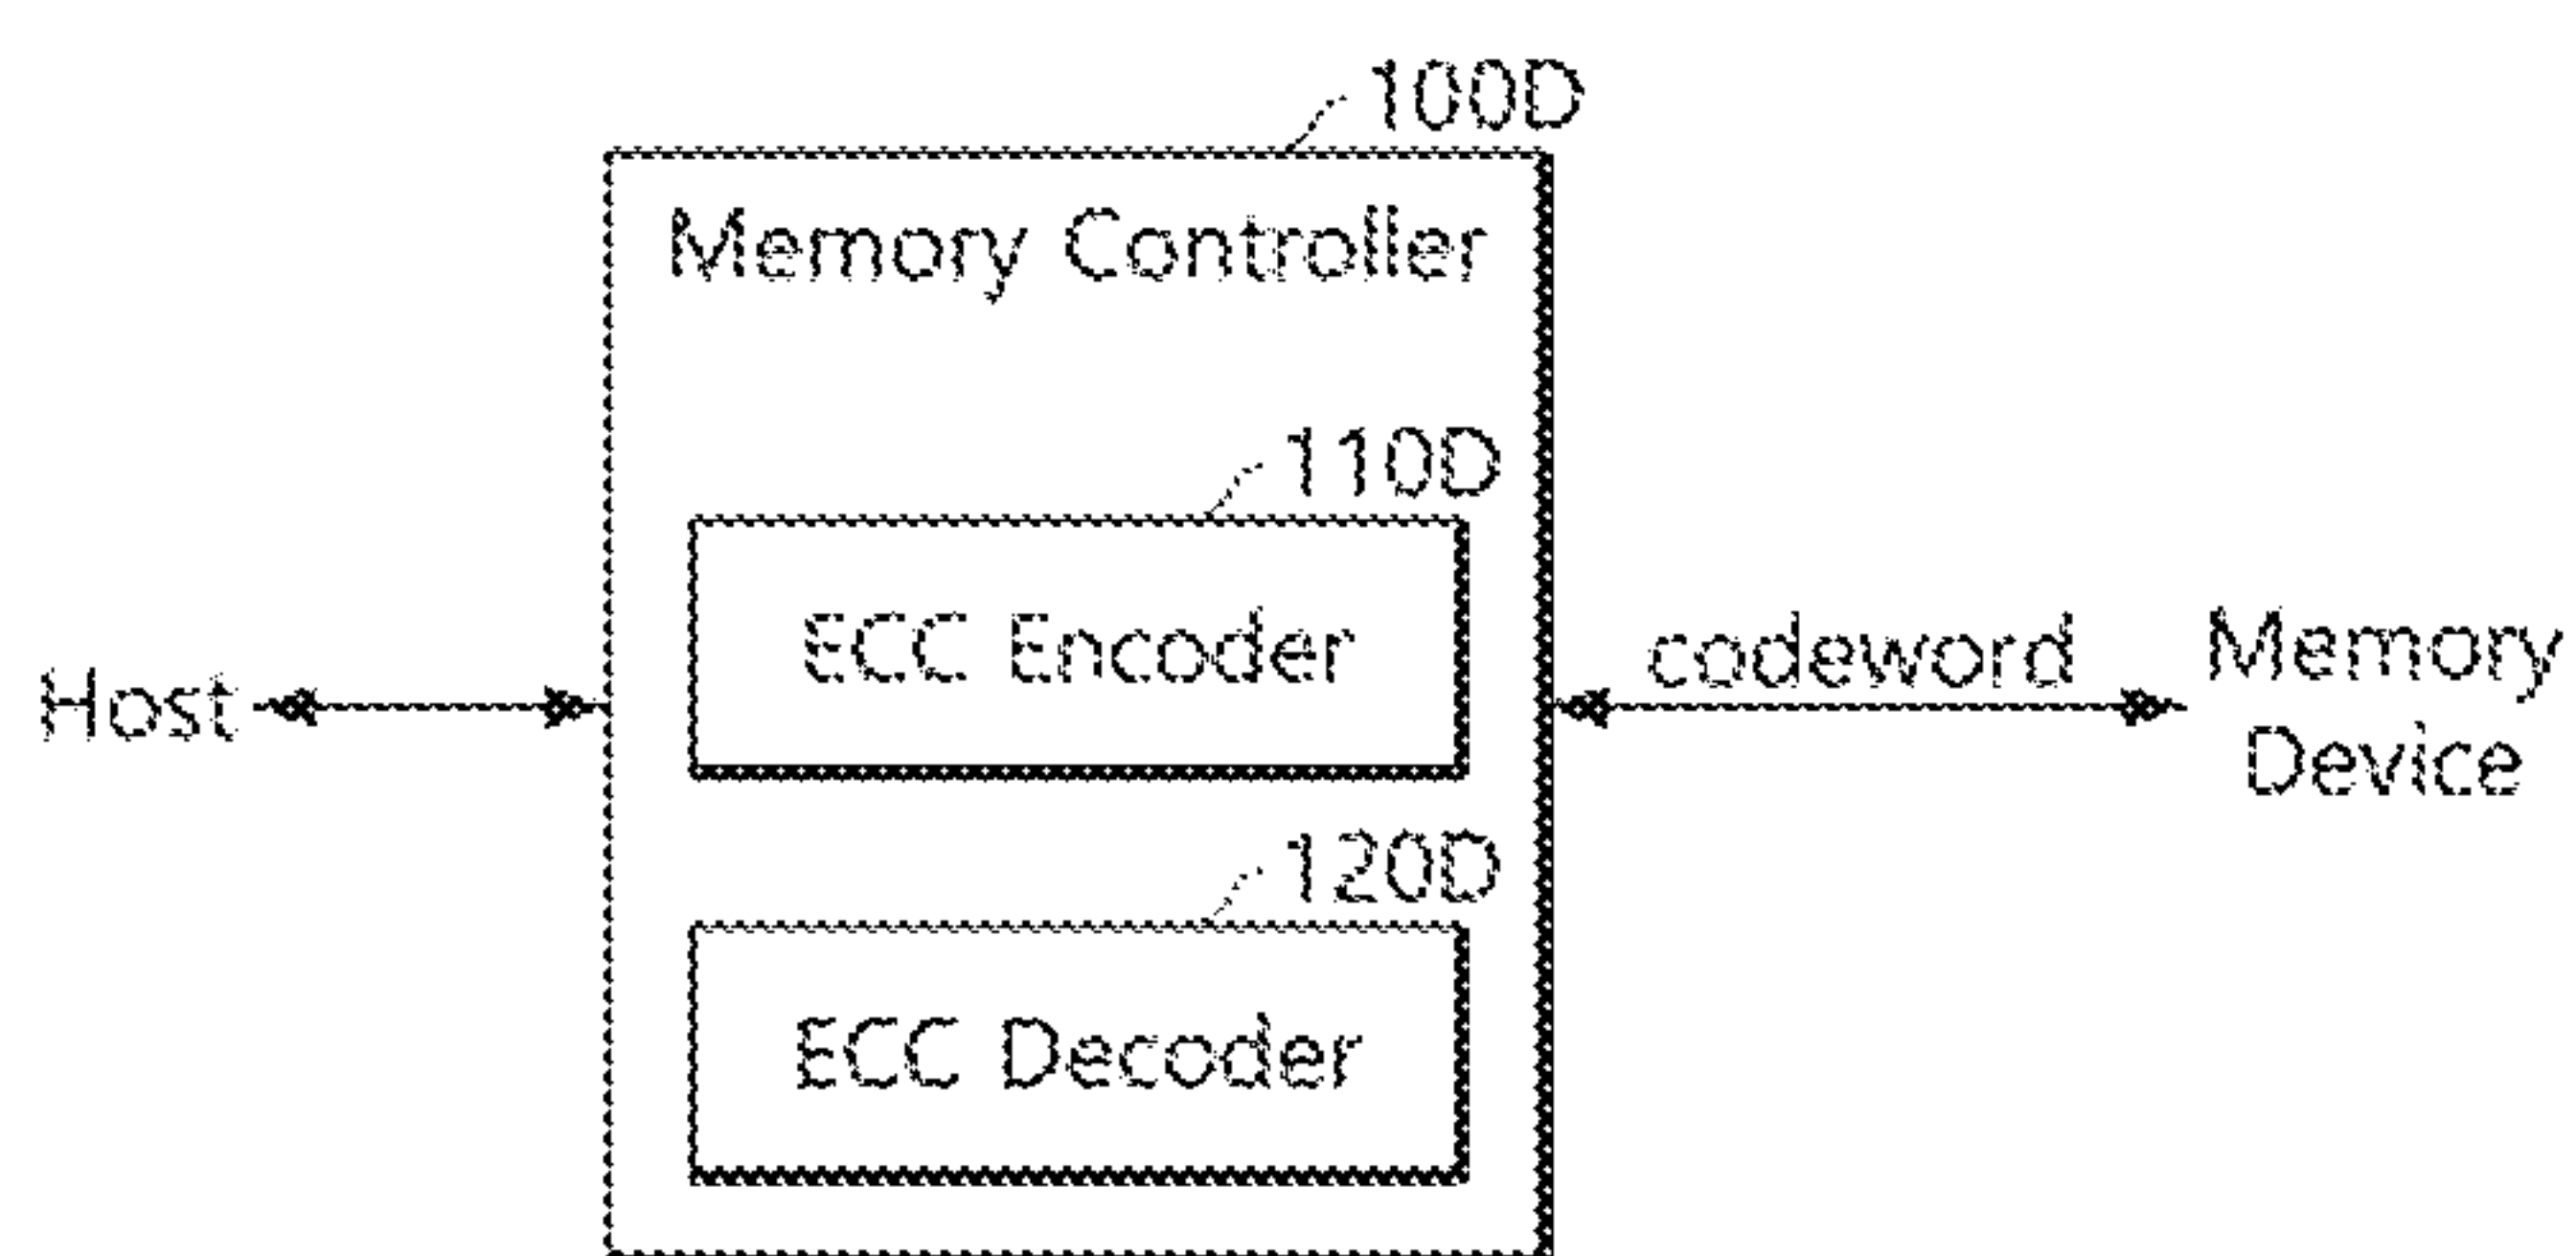 100D
Memory Controller
110D
ECC Encoder
Host
codeword
Memory
Device
120D
ECC Decoder